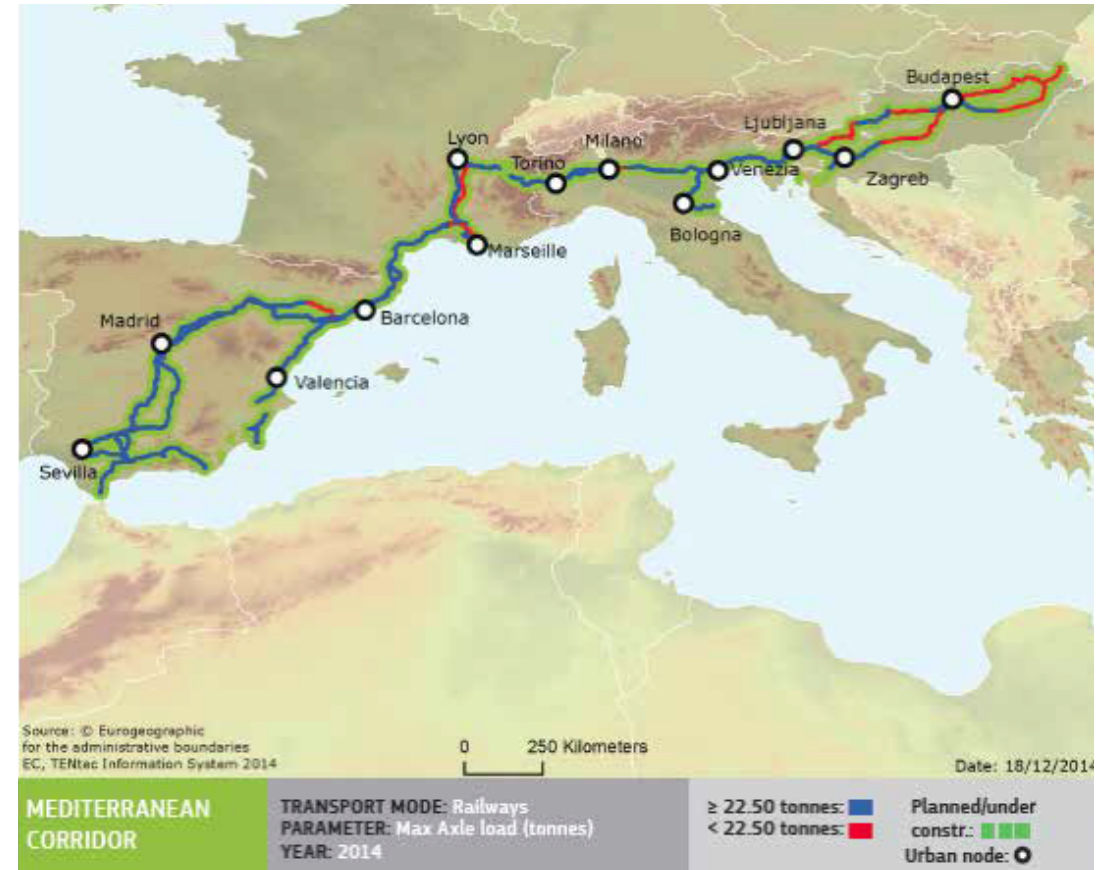 Budapest
Ljubljana
Lyon
Milano
Torino
Venezia
Zagreb
Bologna
Marseille
Madrid
Barcelona
Valencia
Sevilla
Source: © Eurogeographic
for the administrative boundaries
EC, TENtec Information System 2014
0 250 Kilometers
Date: 18/12/2014
MEDITERRANEAN
CORRIDOR
TRANSPORT MODE: Railways
PARAMETER: Max Axle load (tonnes)
YEAR: 2014
≥ 22.50 tonnes:
< 22.50 tonnes:
Planned/under
constr.:
Urban node: